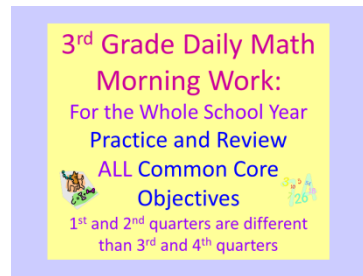 3rd Grade Daily Math
Morning Work:
For the Whole School Year
Practice and Review
ALL Common Core
Objectives
1st and 2nd quarters are different
than 3rd and 4th quarters